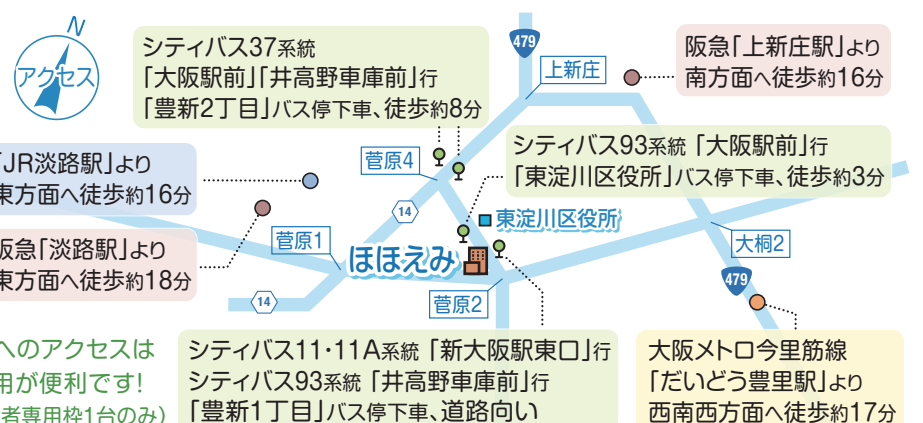 N
アクセス
シティバス37系統
「大阪駅前」「井高野車庫前」行
「豊新2丁目」バス停下車、徒歩約8分
479
上新庄
阪急「上新庄駅」より
南方面へ徒歩約16分
「JR淡路駅」より
東方面へ徒歩約16分
菅原4
シティバス93系統「大阪駅前」行
「東淀川区役所」バス停下車、徒歩約3分
14
東淀川区役所
阪急「淡路駅」より
東方面へ徒歩約18分
菅原1
ほほえみ
大桐2
14
菅原2
479
へのアクセスは
用が便利です!
者専用枠1台のみ)
シティバス11・11A系統「新大阪駅東口」行
シティバス93系統「井高野車庫前」行
「豊新1丁目」バス停下車、道路向い
大阪メトロ今里筋線
「だいどう豊里駅」より
西南西方面へ徒歩約17分